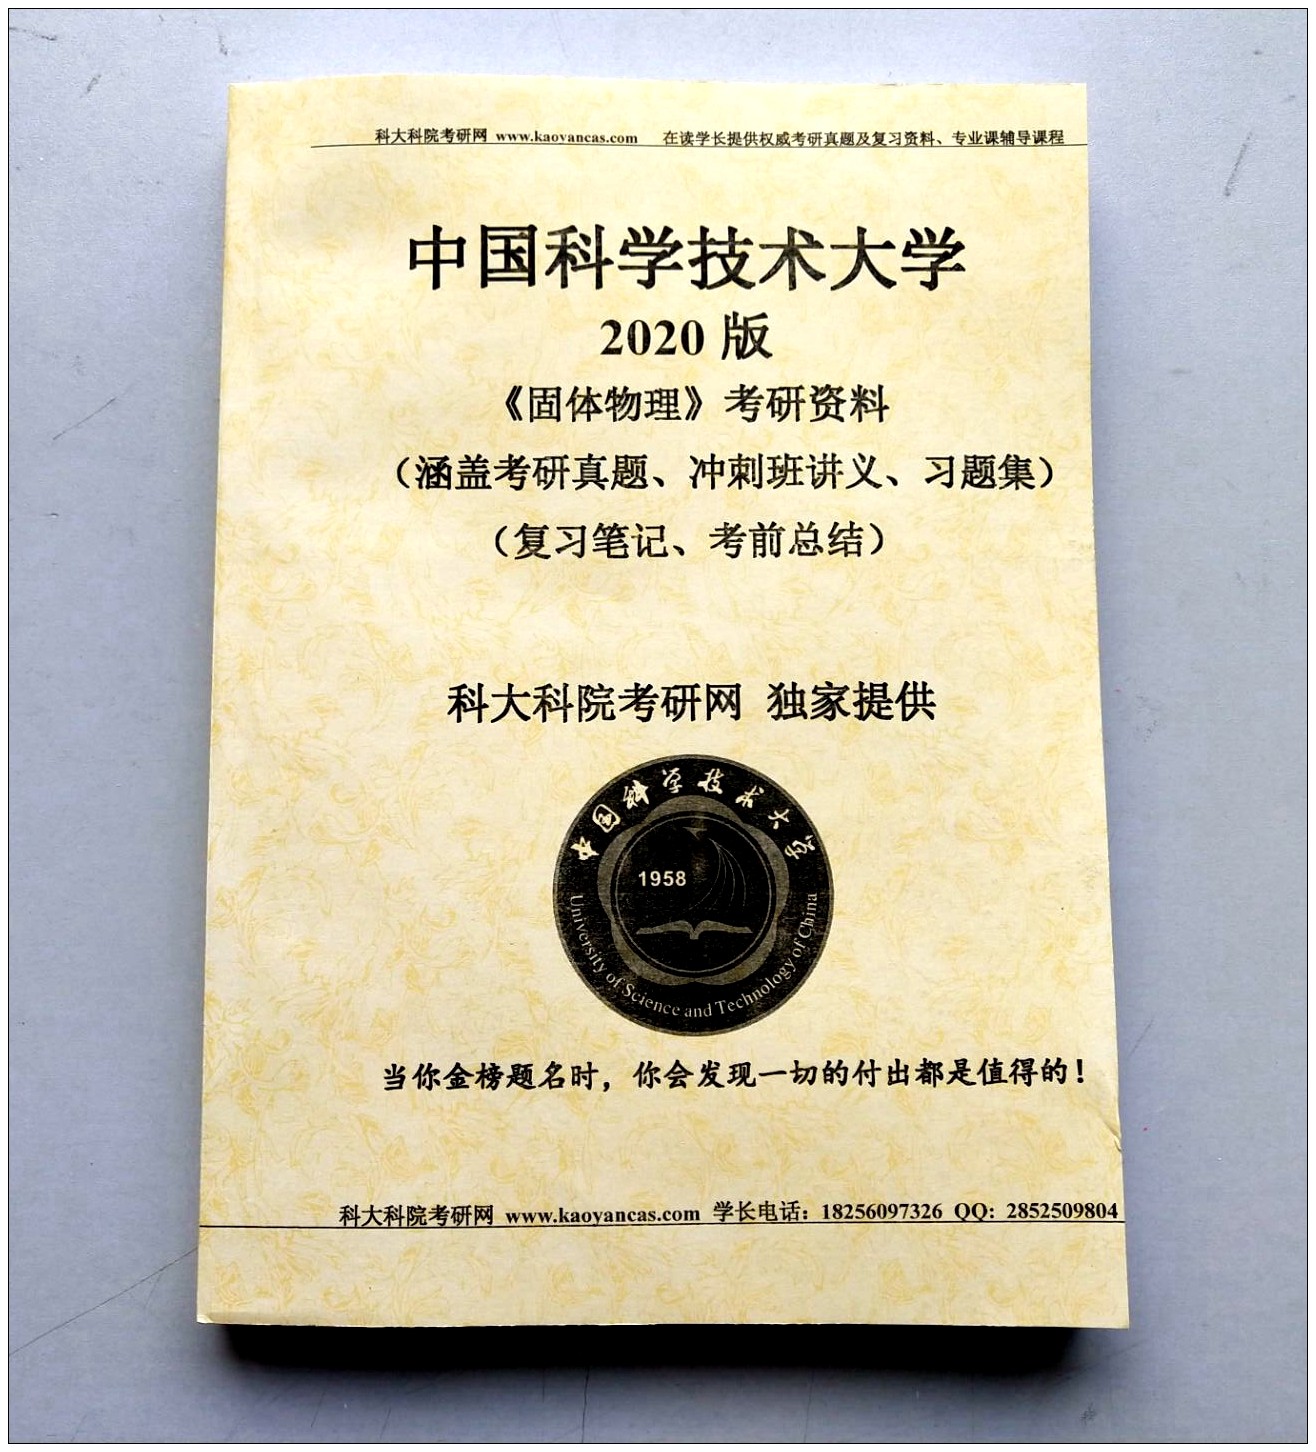 科大科院考研网 www.kaoyancas.com 在读学长提供权威考研真题及复习资料、专业课辅导课程
中国科学技术大学
2020 版
《固体物理》考研资料
（涵盖考研真题、冲刺班讲义、习题集）
（复习笔记、考前总结）
科大科院考研网 独家提供
中国科学技术大学
1958
University of Science and Technology of China
当你金榜题名时，你会发现一切的付出都是值得的！
科大科院考研网 www.kaoyancas.com 学长电话：18256097326 QQ：2852509804